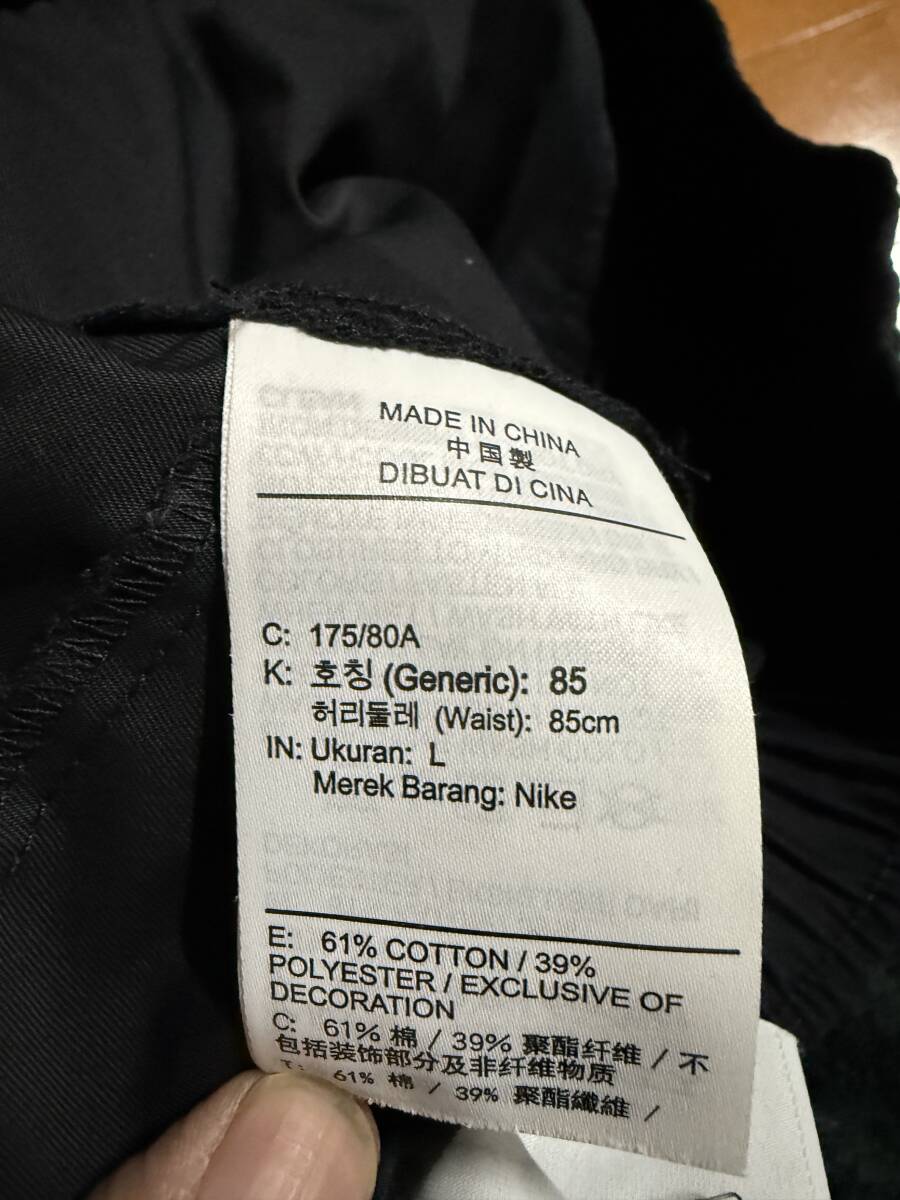 MADE IN CHINA
中国製
DIBUAT DI CINA
C: 175/80A
K: 호칭 (Generic): 85
허리둘레 (Waist): 85cm
IN: Ukuran: L
Merek Barang: Nike
E: 61% COTTON / 39%
POLYESTER / EXCLUSIVE OF
DECORATION
C: 61% 棉 / 39% 聚酯纤维 / 不
包括装饰部分及非纤维物质
T: 61% 棉 / 39% 聚酯纖維 /